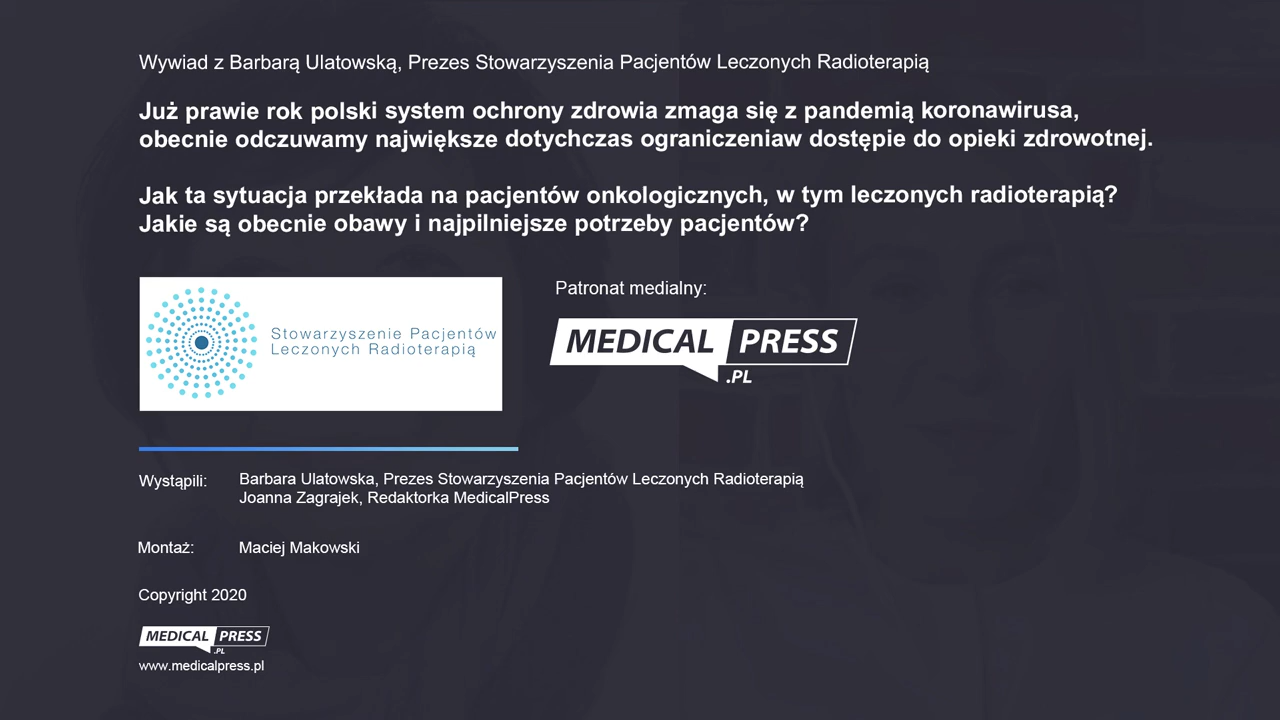 Wywiad z Barbarą Ulatowską, Prezes Stowarzyszenia Pacjentów Leczonych Radioterapią
Już prawie rok polski system ochrony zdrowia zmaga się z pandemią koronawirusa,
obecnie odczuwamy największe dotychczas ograniczeniaw dostępie do opieki zdrowotnej.
Jak ta sytuacja przekłada na pacjentów onkologicznych, w tym leczonych radioterapią?
Jakie są obecnie obawy i najpilniejsze potrzeby pacjentów?
Stowarzyszenie Pacjentów
Leczonych Radioterapią
Patronat medialny:
MEDICAL PRESS
.PL
Wystąpili: Barbara Ulatowska, Prezes Stowarzyszenia Pacjentów Leczonych Radioterapią
Joanna Zagrajek, Redaktorka MedicalPress
Montaż: Maciej Makowski
Copyright 2020
MEDICAL PRESS
.PL
www.medicalpress.pl